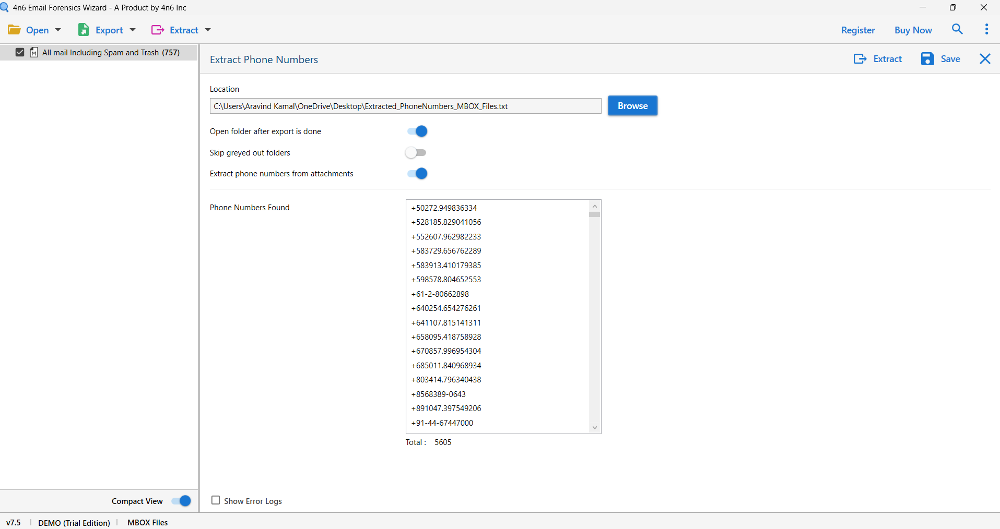 4n6 Email Forensics Wizard - A Product by 4n6 Inc
Open Export Extract Register Buy Now
All mail Including Spam and Trash (757)
Extract Phone Numbers Extract Save
Location
C:\Users\Aravind Kamal\OneDrive\Desktop\Extracted_PhoneNumbers_MBOX_Files.txt Browse
Open folder after export is done
Skip greyed out folders
Extract phone numbers from attachments
Phone Numbers Found
+50272.949836334
+528185.829041056
+552607.962982233
+583729.656762289
+583913.410179385
+598578.804652553
+61-2-80662898
+640254.654276261
+641107.815141311
+658095.418758928
+670857.996954304
+685011.840968934
+803414.796340438
+8568389-0643
+891047.397549206
+91-44-67447000
Total : 5605
Compact View
Show Error Logs
v7.5 DEMO (Trial Edition) MBOX Files